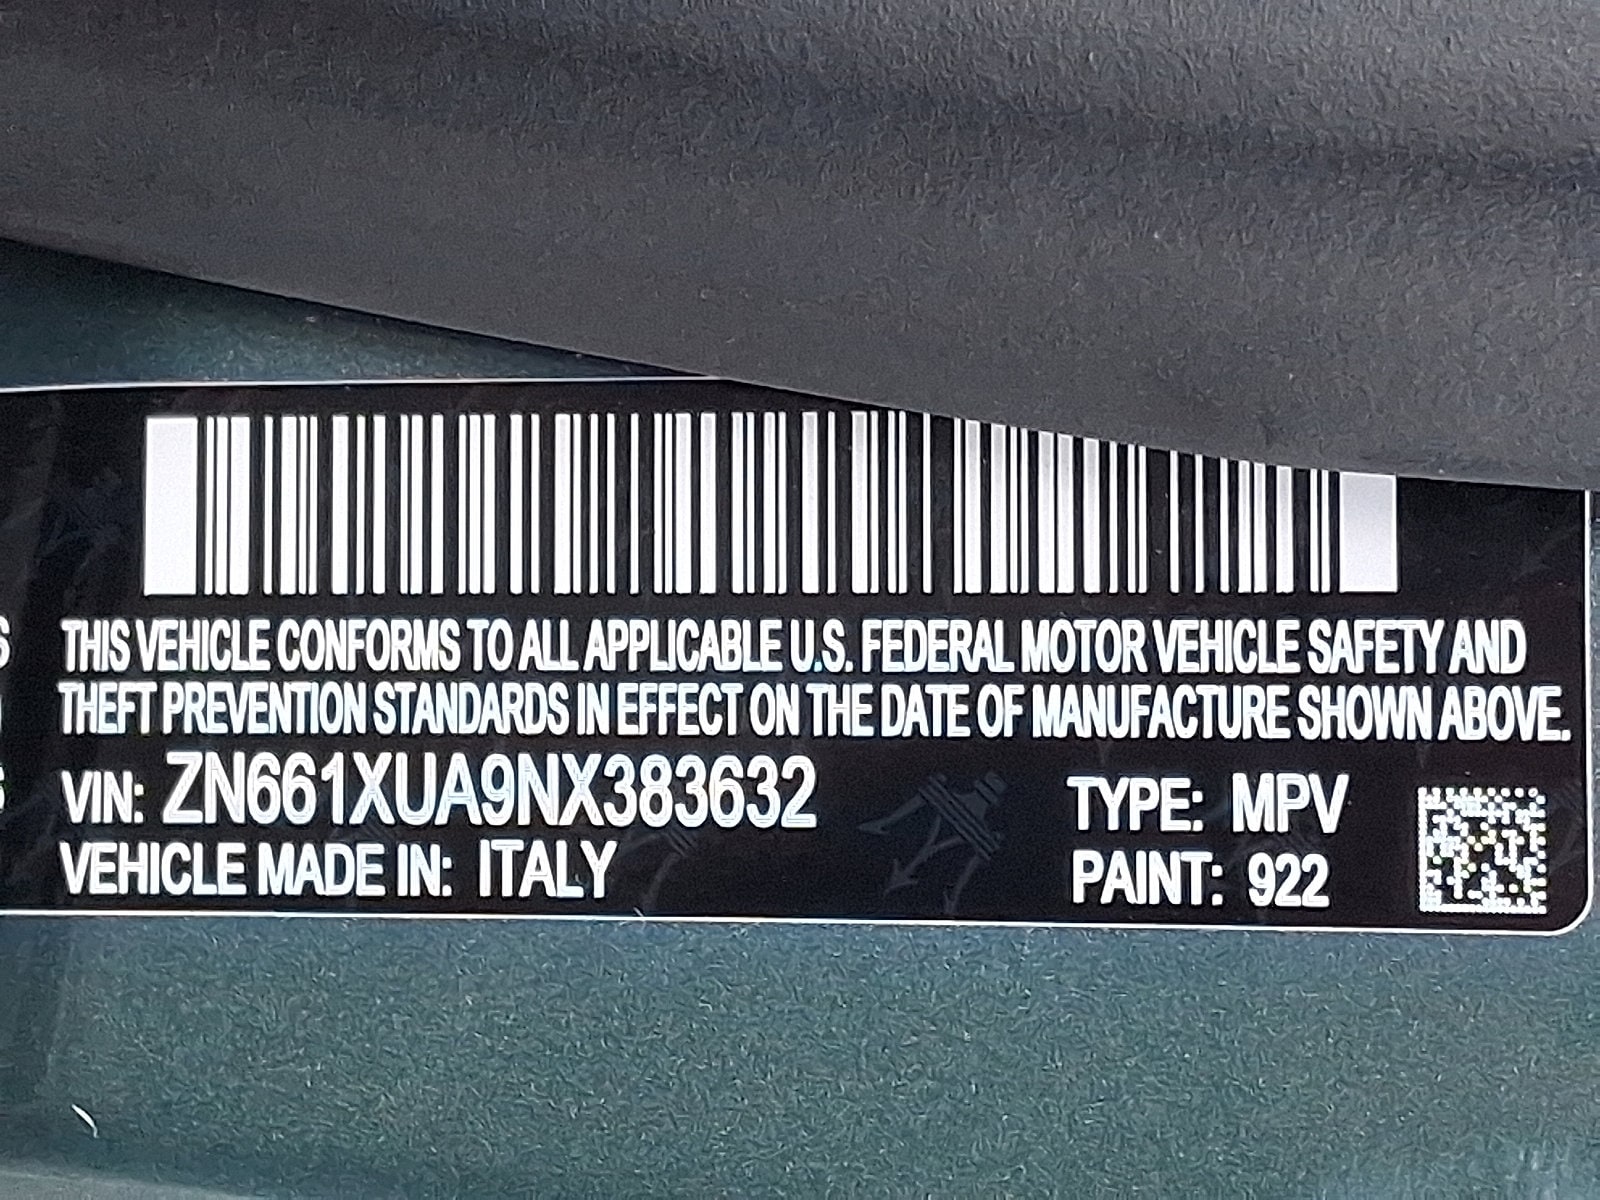 THIS VEHICLE CONFORMS TO ALL APPLICABLE U.S. FEDERAL MOTOR VEHICLE SAFETY AND
THEFT PREVENTION STANDARDS IN EFFECT ON THE DATE OF MANUFACTURE SHOWN ABOVE.
VIN: ZN661XUA9NX383632
TYPE: MPV
VEHICLE MADE IN: ITALY
PAINT: 922